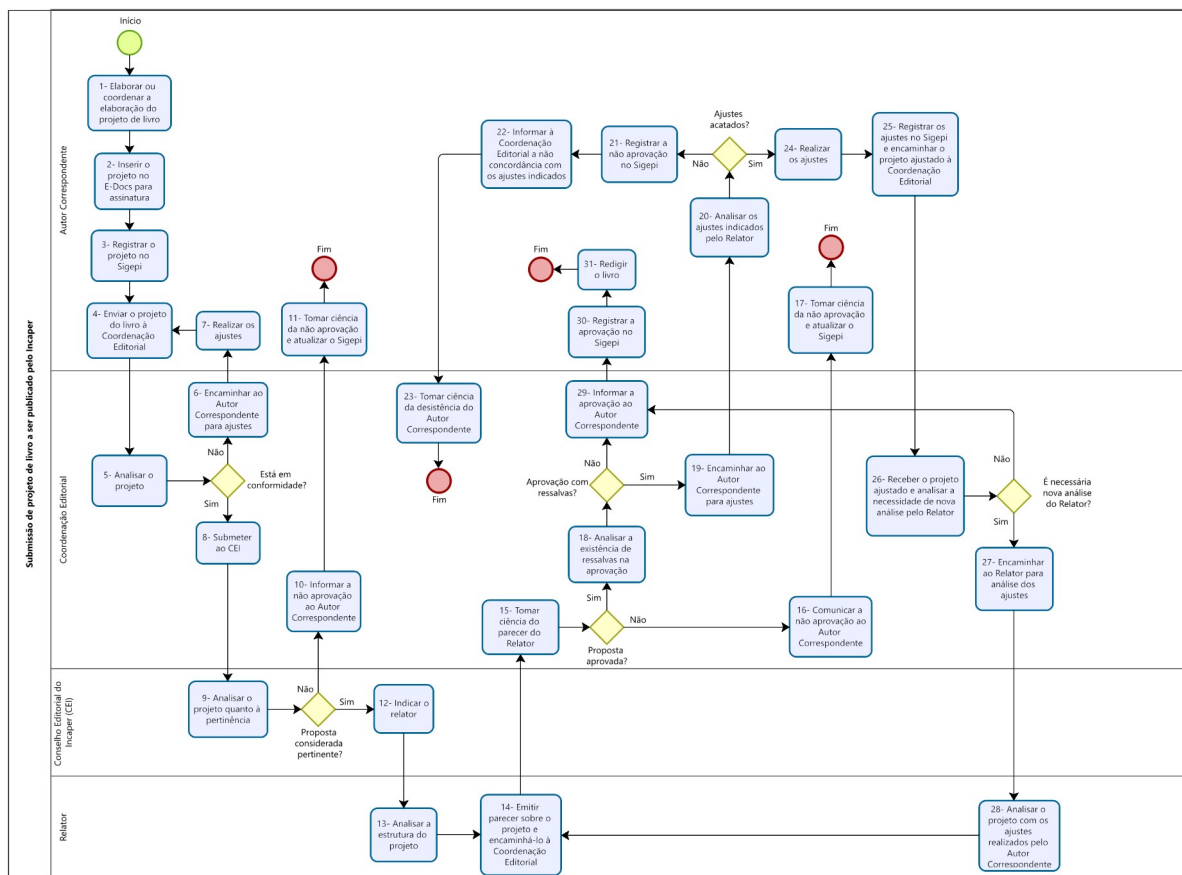 Submissão de projeto de livro a ser publicado pelo Incaper
Autor Correspondente
Início
1- Elaborar ou
coordenar a
elaboração do
projeto de livro
2- Inserir o
projeto no
E-Docs para
assinatura
3- Registrar o
projeto no
Sigepi
4- Enviar o projeto
do livro à
Coordenação
Editorial
7- Realizar os
ajustes
Fim
11- Tomar ciência
da não aprovação
e atualizar o Sigepi
22- Informar à
Coordenação
Editorial a não
concordância com
os ajustes indicados
21- Registrar a
não aprovação
no Sigepi
Ajustes
acatados?
Não
Sim
24- Realizar
os ajustes
25- Registrar os
ajustes no Sigepi
e encaminhar o
projeto ajustado à
Coordenação
Editorial
20- Analisar os
ajustes indicados
pelo Relator
Fim
31- Redigir
o livro
30- Registrar a
aprovação no
Sigepi
Fim
17- Tomar ciência
da não aprovação
e atualizar o
Sigepi
Coordenação Editorial
6- Encaminhar ao
Autor
Correspondente
para ajustes
Não
5- Analisar o
projeto
Está em
conformidade?
Sim
8- Submeter
ao CEI
10- Informar a
não aprovação
ao Autor
Correspondente
23- Tomar ciência
da desistência do
Autor
Correspondente
Fim
29- Informar a
aprovação ao
Autor
Correspondente
Não
Aprovação com
ressalvas?
Sim
19- Encaminhar ao
Autor
Correspondente
para ajustes
18- Analisar a
existência de
ressalvas na
aprovação
Sim
15- Tomar
ciência do
parecer do
Relator
Não
Proposta
aprovada?
16- Comunicar a
não aprovação ao
Autor
Correspondente
26- Receber o projeto
ajustado e analisar a
necessidade de nova
análise pelo Relator
Não
É necessária
nova análise
do Relator?
Sim
27- Encaminhar
ao Relator para
análise dos
ajustes
Conselho Editorial do
Incaper (CEI)
9- Analisar o
projeto quanto à
pertinência
Não
Sim
Proposta
considerada
pertinente?
12- Indicar o
relator
Relator
13- Analisar a
estrutura do
projeto
14- Emitir
parecer sobre o
projeto e
encaminhá-lo à
Coordenação
Editorial
28- Analisar o
projeto com os
ajustes
realizados pelo
Autor
Correspondente